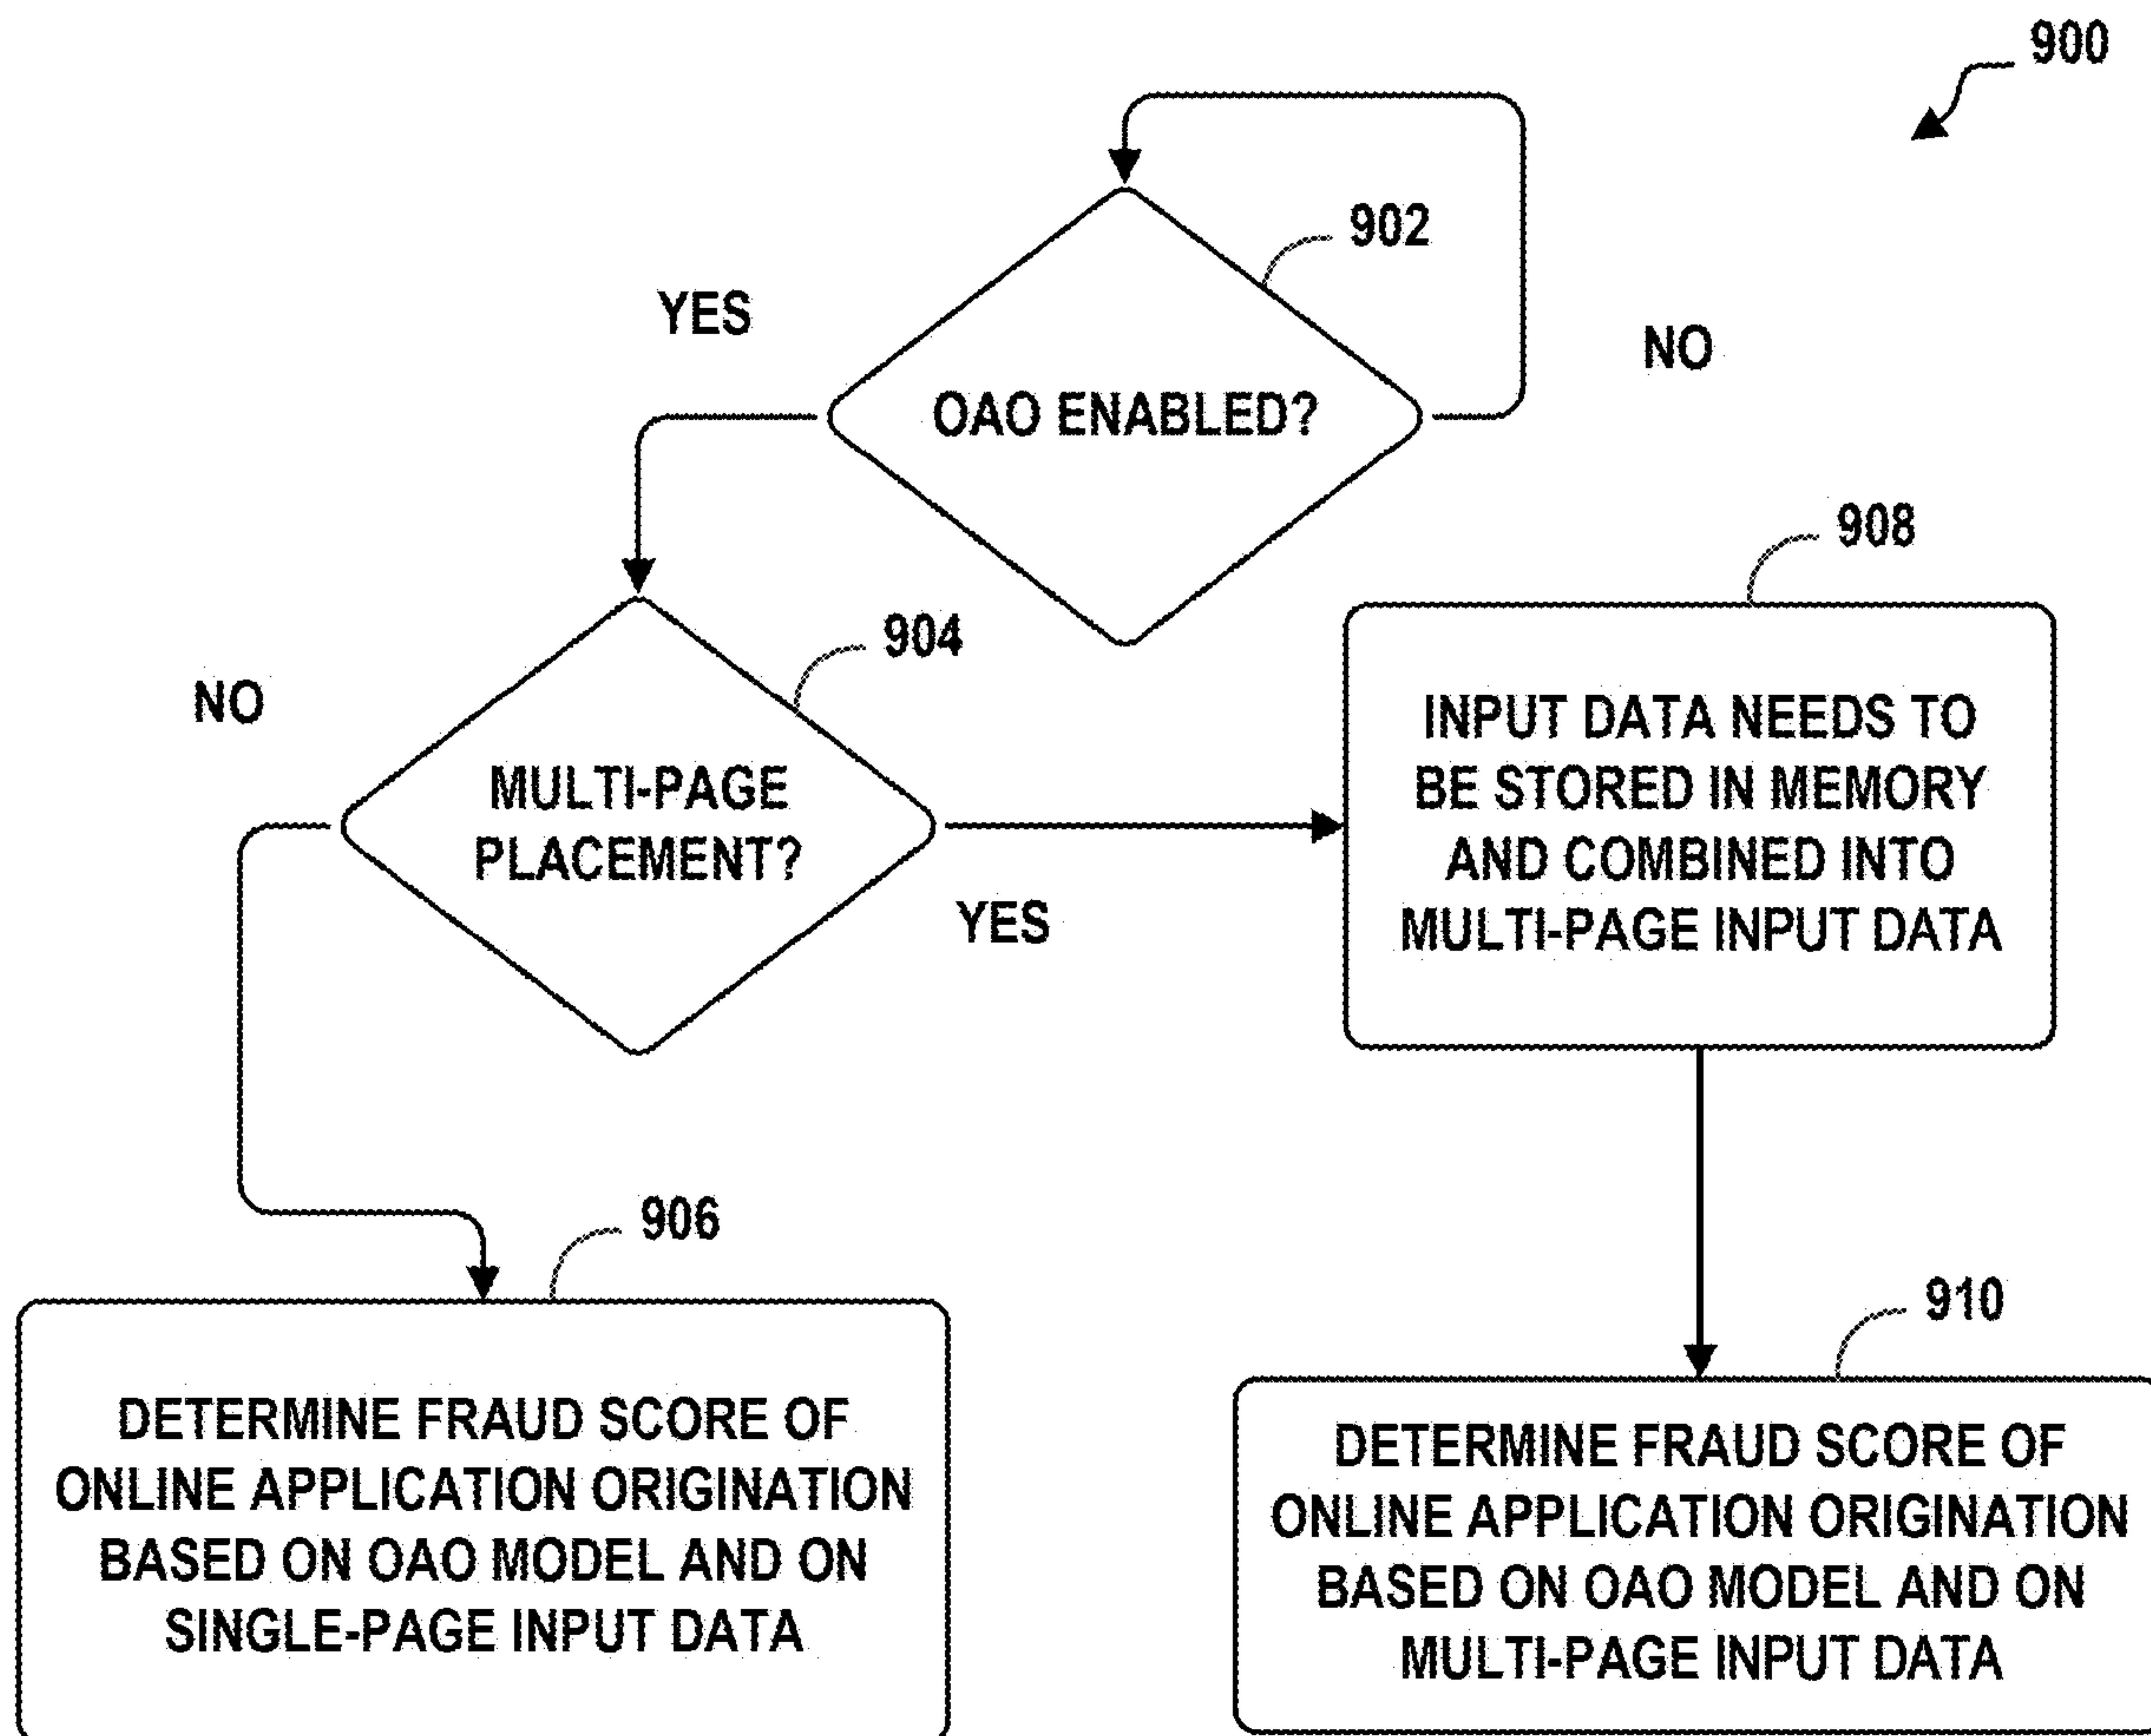 900
902
YES
NO
OAO ENABLED?
908
904
NO
INPUT DATA NEEDS TO
BE STORED IN MEMORY
AND COMBINED INTO
MULTI-PAGE INPUT DATA
MULTI-PAGE
PLACEMENT?
YES
906
910
DETERMINE FRAUD SCORE OF
ONLINE APPLICATION ORIGINATION
BASED ON OAO MODEL AND ON
SINGLE-PAGE INPUT DATA
DETERMINE FRAUD SCORE OF
ONLINE APPLICATION ORIGINATION
BASED ON OAO MODEL AND ON
MULTI-PAGE INPUT DATA